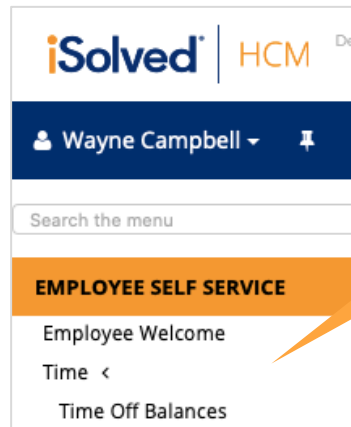 iSolved HCM
Wayne Campbell
Search the menu
EMPLOYEE SELF SERVICE
Employee Welcome
Time <
Time Off Balances